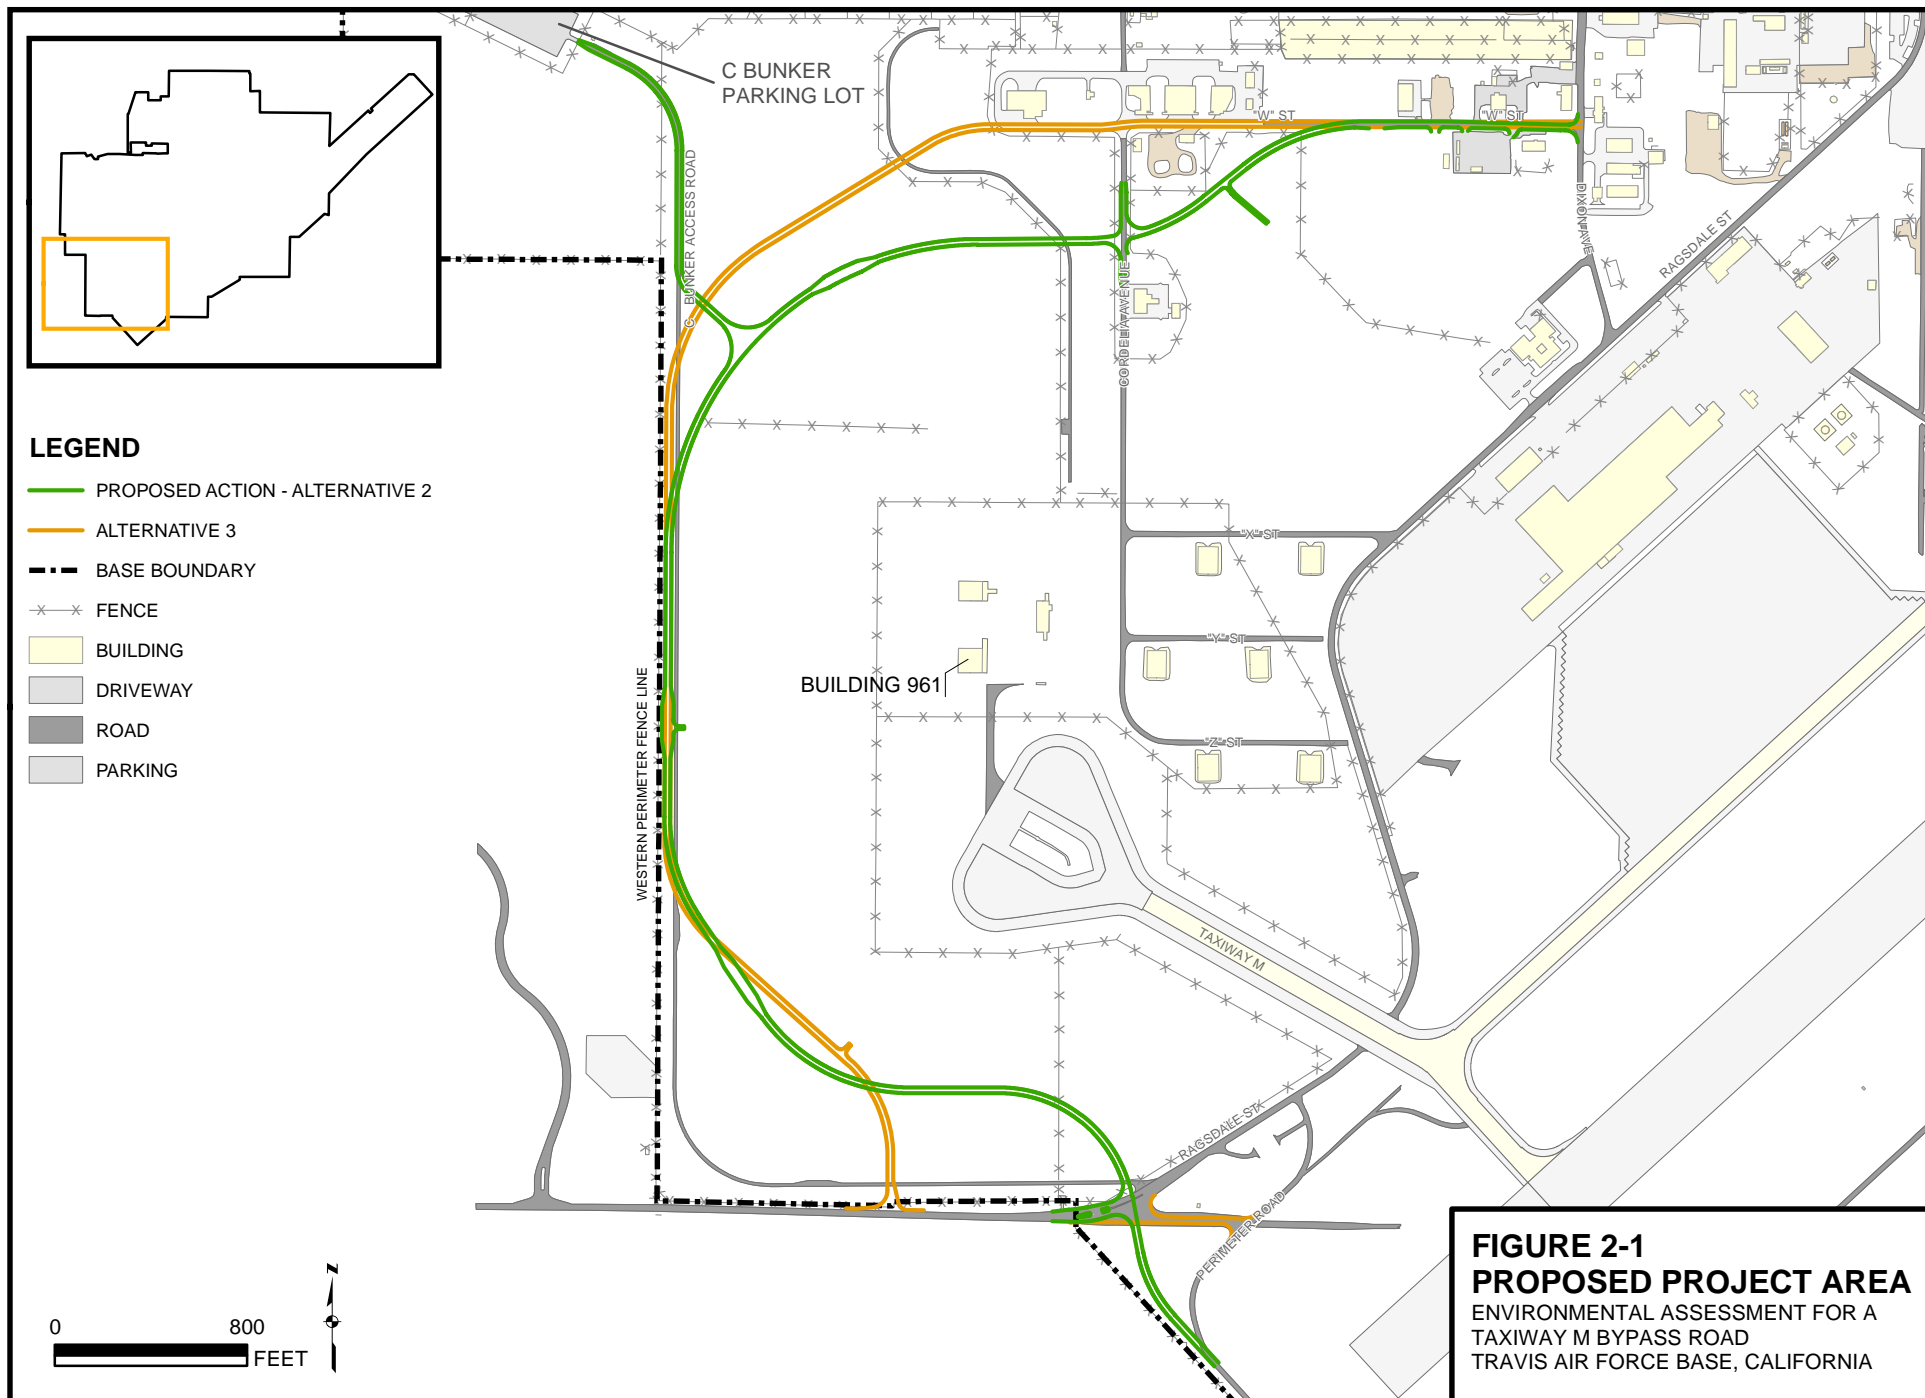 C BUNKER
PARKING LOT
"W" ST
"W" ST
C BUNKER ACCESS ROAD
DIXON AVE
RAGSDALE ST
CORDELIA AVENUE
LEGEND
PROPOSED ACTION - ALTERNATIVE 2
ALTERNATIVE 3
BASE BOUNDARY
X X FENCE
BUILDING
DRIVEWAY
ROAD
PARKING
"X" ST
"Y" ST
BUILDING 961
WESTERN PERIMETER FENCE LINE
"Z" ST
TAXIWAY M
RAGSDALE ST
PERIMETER ROAD
N
0 800
FEET
FIGURE 2-1
PROPOSED PROJECT AREA
ENVIRONMENTAL ASSESSMENT FOR A
TAXIWAY M BYPASS ROAD
TRAVIS AIR FORCE BASE, CALIFORNIA